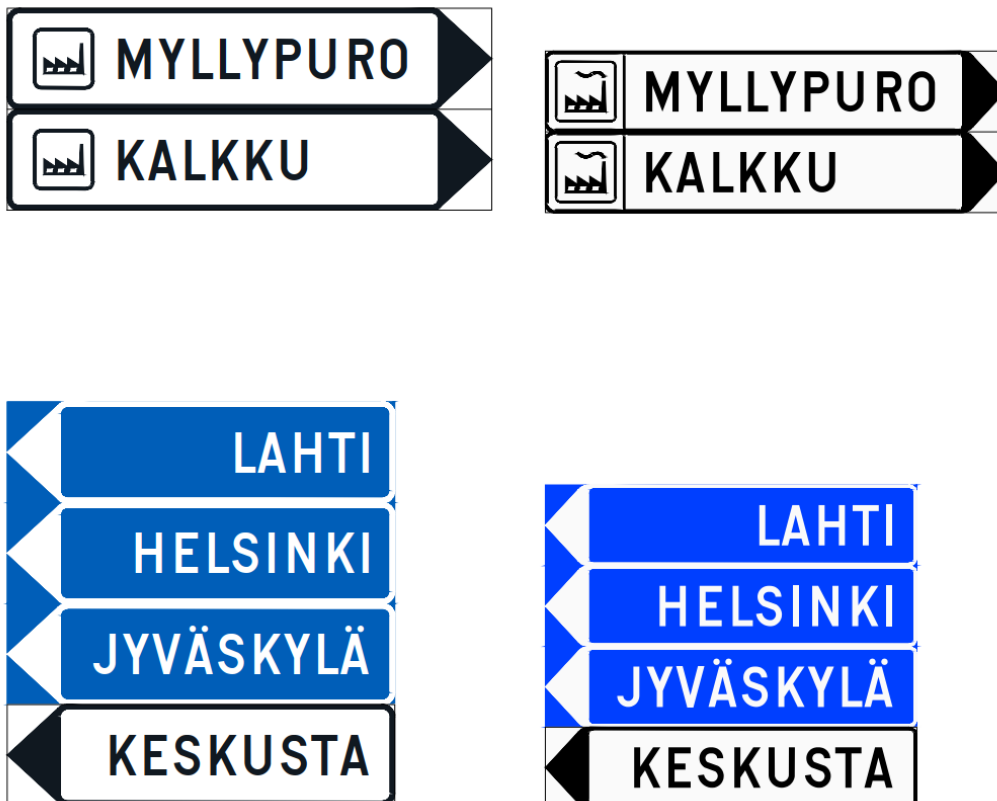 MYLLYPURO
KALKKU
MYLLYPURO
KALKKU
LAHTI
HELSINKI
JYVÄSKYLÄ
KESKUSTA
LAHTI
HELSINKI
JYVÄSKYLÄ
KESKUSTA